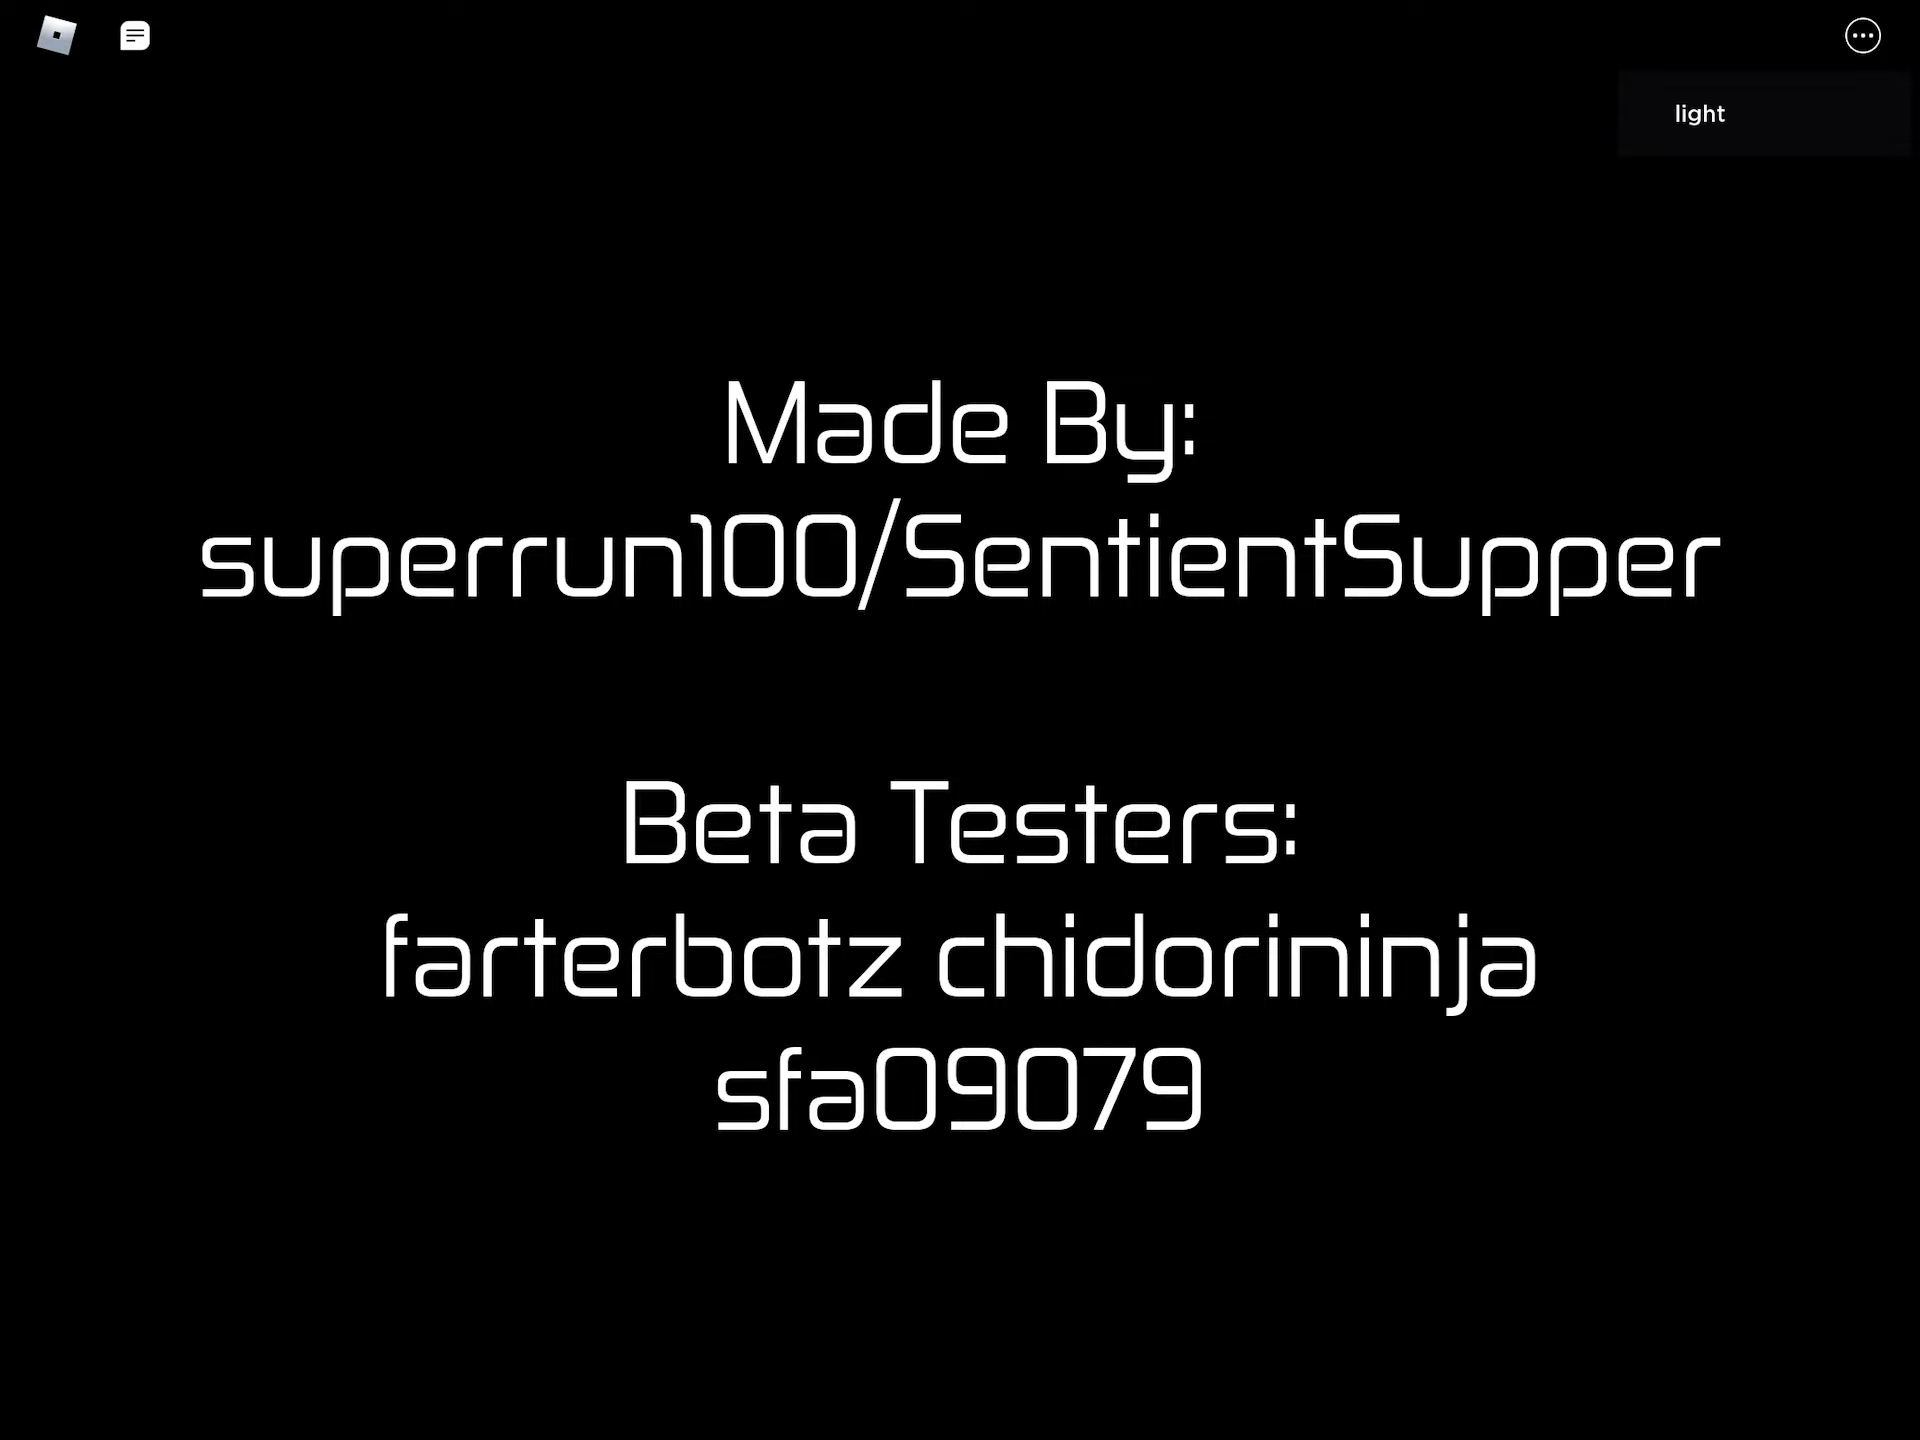 light
Made By:
superrun100/SentientSupper
Beta Testers:
farterbotz chidorininja
sfa09079